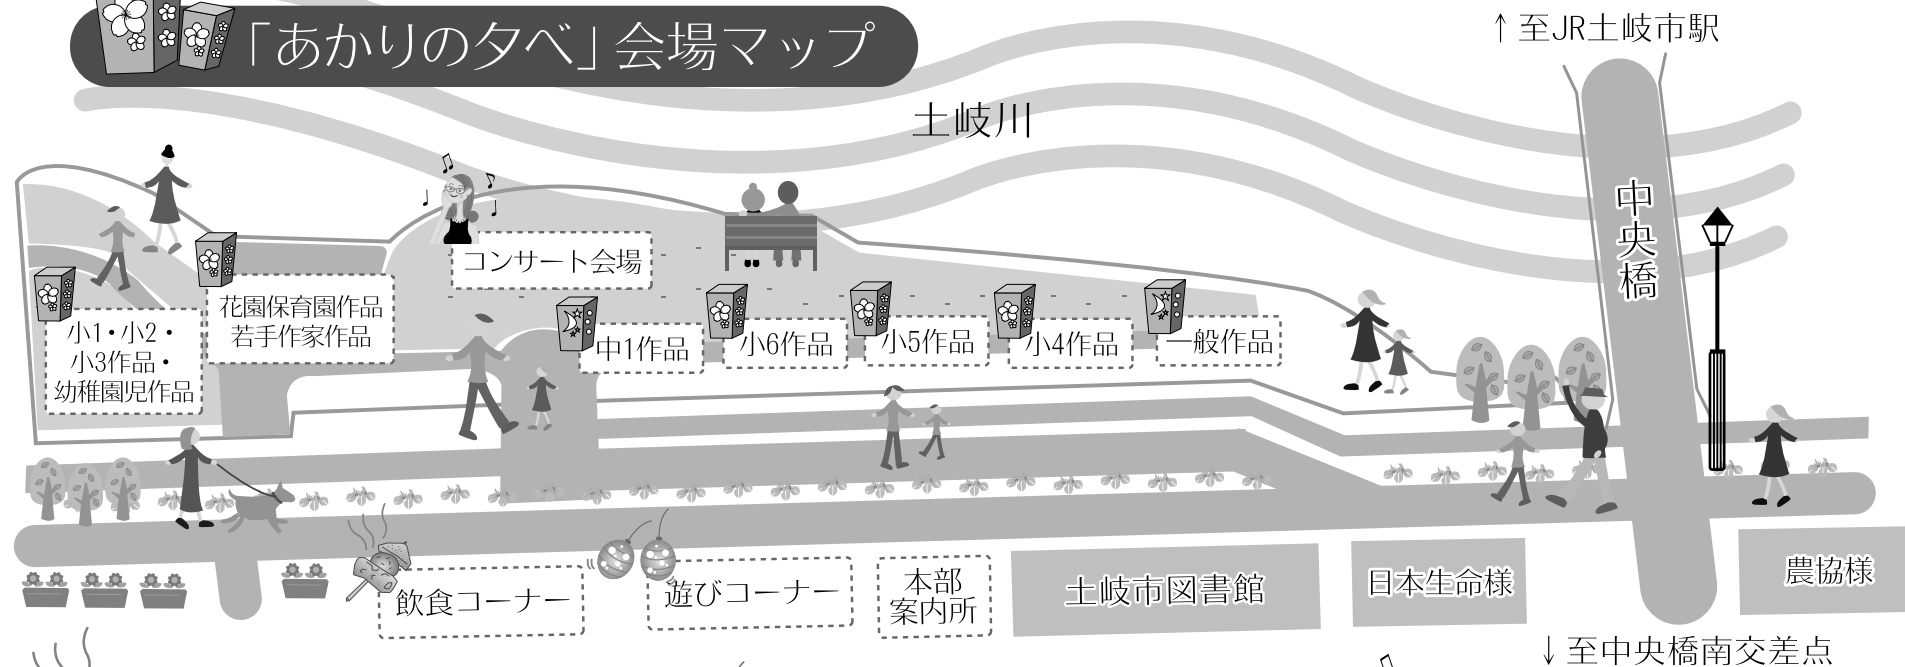 「あかりの夕べ」会場マップ
↑至JR土岐市駅
土岐川
中央橋
コンサート会場
花園保育園作品
若手作家作品
小1・小2・
小3作品・
幼稚園児作品
中1作品
小6作品
小5作品
小4作品
一般作品
飲食コーナー
遊びコーナー
本部
案内所
土岐市図書館
日本生命様
農協様
↓至中央橋南交差点